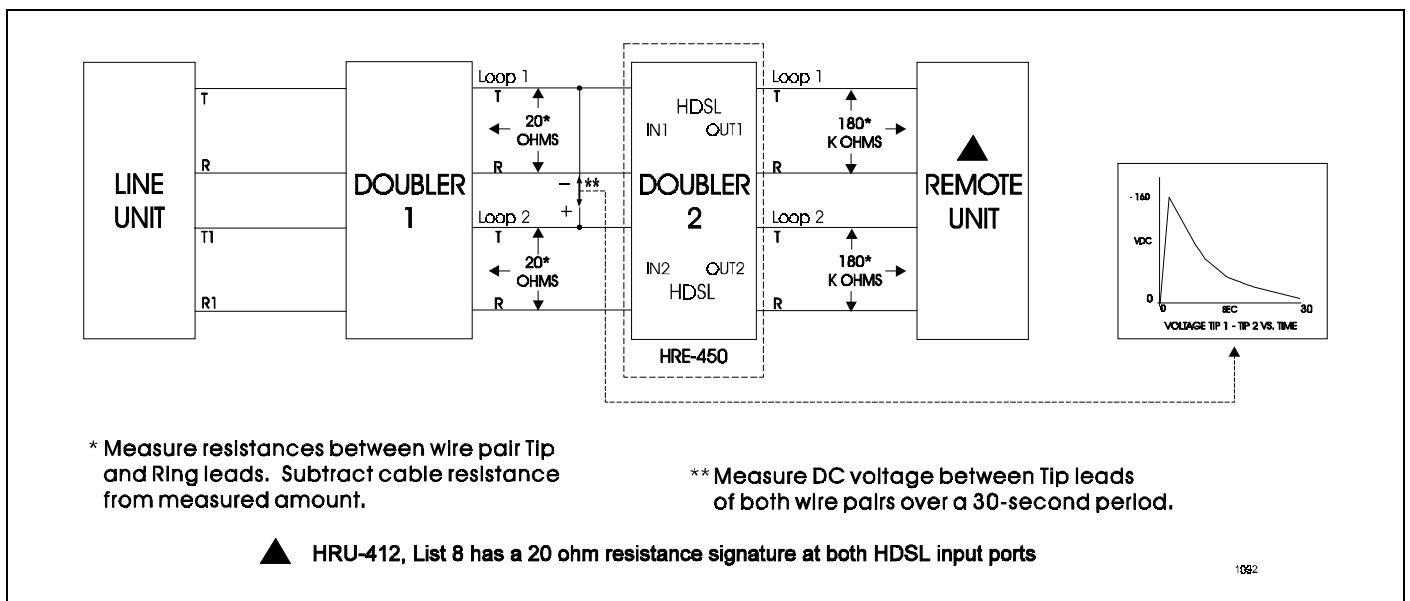 LINE
UNIT
T
R
T1
R1
DOUBLER
1
Loop 1
T
20*
OHMS
R
− **
+
Loop 2
T
20*
OHMS
R
HDSL
IN1 OUT1
DOUBLER
2
IN2 OUT2
HDSL
HRE-450
Loop 1
T
180*
K OHMS
R
Loop 2
T
180*
K OHMS
R
REMOTE
UNIT
- 160
VDC
0
0 SEC 30
VOLTAGE TIP 1 - TIP 2 VS. TIME
* Measure resistances between wire pair Tip
and Ring leads. Subtract cable resistance
from measured amount.
** Measure DC voltage between Tip leads
of both wire pairs over a 30-second period.
▲ HRU-412, List 8 has a 20 ohm resistance signature at both HDSL input ports
1092